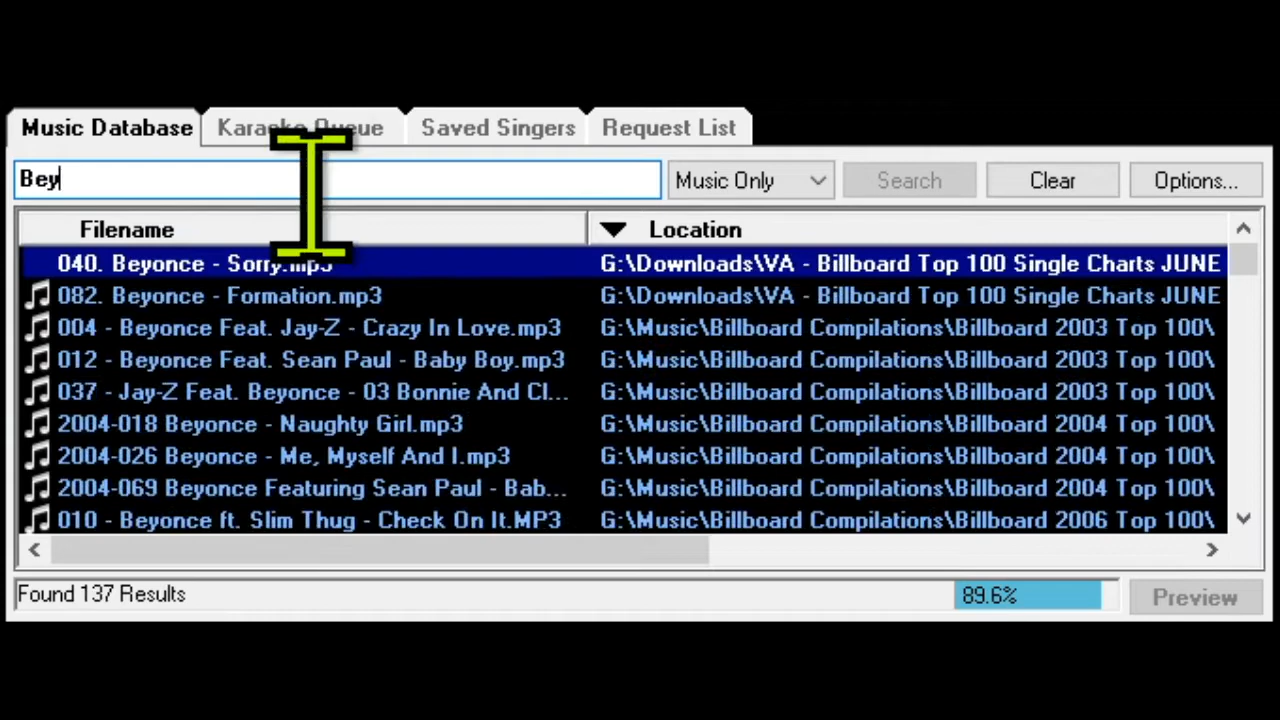 Music Database Karaoke Queue Saved Singers Request List
Bey Music Only Search Clear Options...
Filename Location
040. Beyonce - Sorry.mp3 G:\Downloads\VA - Billboard Top 100 Single Charts JUNE
082. Beyonce - Formation.mp3 G:\Downloads\VA - Billboard Top 100 Single Charts JUNE
004 - Beyonce Feat. Jay-Z - Crazy In Love.mp3 G:\Music\Billboard Compilations\Billboard 2003 Top 100\
012 - Beyonce Feat. Sean Paul - Baby Boy.mp3 G:\Music\Billboard Compilations\Billboard 2003 Top 100\
037 - Jay-Z Feat. Beyonce - 03 Bonnie And Cl... G:\Music\Billboard Compilations\Billboard 2003 Top 100\
2004-018 Beyonce - Naughty Girl.mp3 G:\Music\Billboard Compilations\Billboard 2004 Top 100\
2004-026 Beyonce - Me, Myself And I.mp3 G:\Music\Billboard Compilations\Billboard 2004 Top 100\
2004-069 Beyonce Featuring Sean Paul - Bab... G:\Music\Billboard Compilations\Billboard 2004 Top 100\
010 - Beyonce ft. Slim Thug - Check On It.MP3 G:\Music\Billboard Compilations\Billboard 2006 Top 100\
Found 137 Results 89.6% Preview